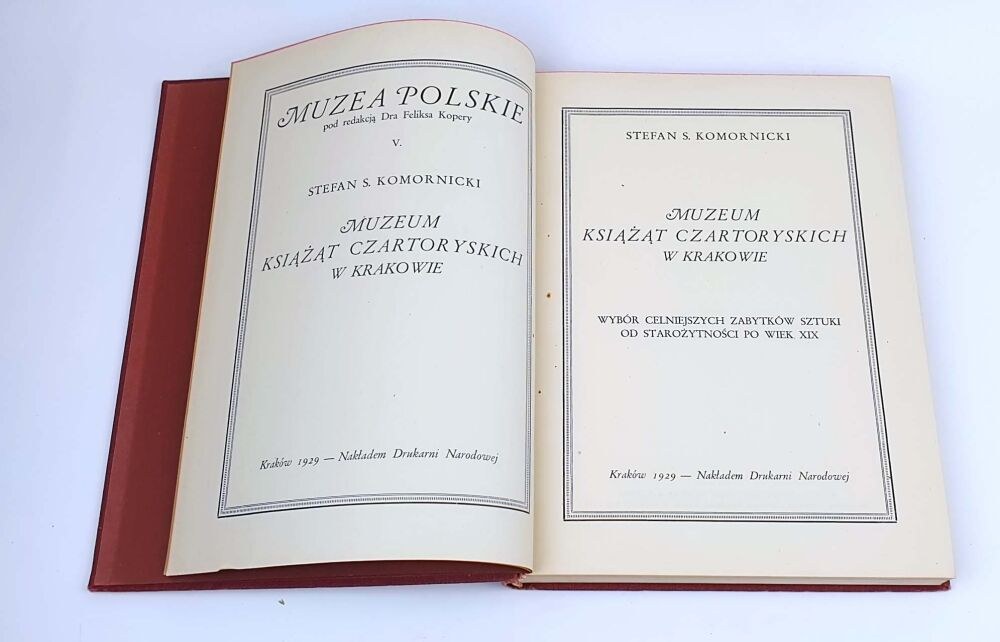 MUZEA POLSKIE
pod redakcją Dra Feliksa Kopery
V.
STEFAN S. KOMORNICKI
MUZEUM
KSIĄŻĄT CZARTORYSKICH
W KRAKOWIE
Kraków 1929 — Nakładem Drukarni Narodowej
STEFAN S. KOMORNICKI
MUZEUM
KSIĄŻĄT CZARTORYSKICH
W KRAKOWIE
WYBÓR CELNIEJSZYCH ZABYTKÓW SZTUKI
OD STAROŻYTNOŚCI PO WIEK XIX
Kraków 1929 — Nakładem Drukarni Narodowej